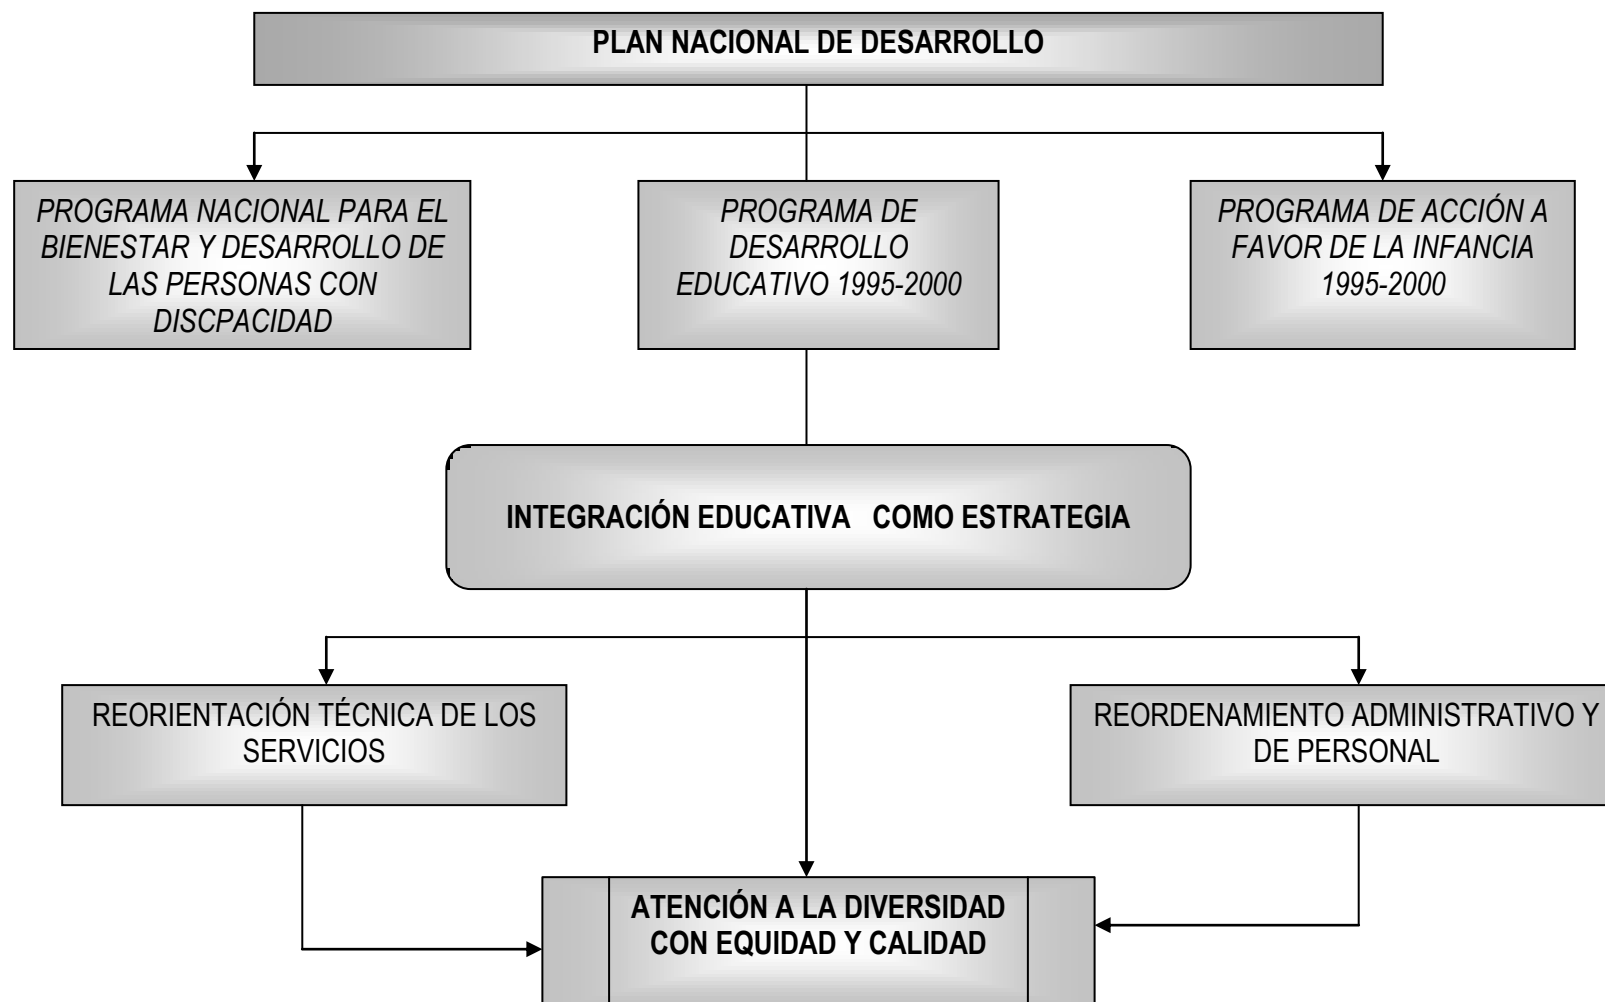 PLAN NACIONAL DE DESARROLLO
PROGRAMA NACIONAL PARA EL
BIENESTAR Y DESARROLLO DE
LAS PERSONAS CON
DISCPACIDAD
PROGRAMA DE
DESARROLLO
EDUCATIVO 1995-2000
PROGRAMA DE ACCIÓN A
FAVOR DE LA INFANCIA
1995-2000
INTEGRACIÓN EDUCATIVA   COMO ESTRATEGIA
REORIENTACIÓN TÉCNICA DE LOS
SERVICIOS
REORDENAMIENTO ADMINISTRATIVO Y
DE PERSONAL
ATENCIÓN A LA DIVERSIDAD
CON EQUIDAD Y CALIDAD